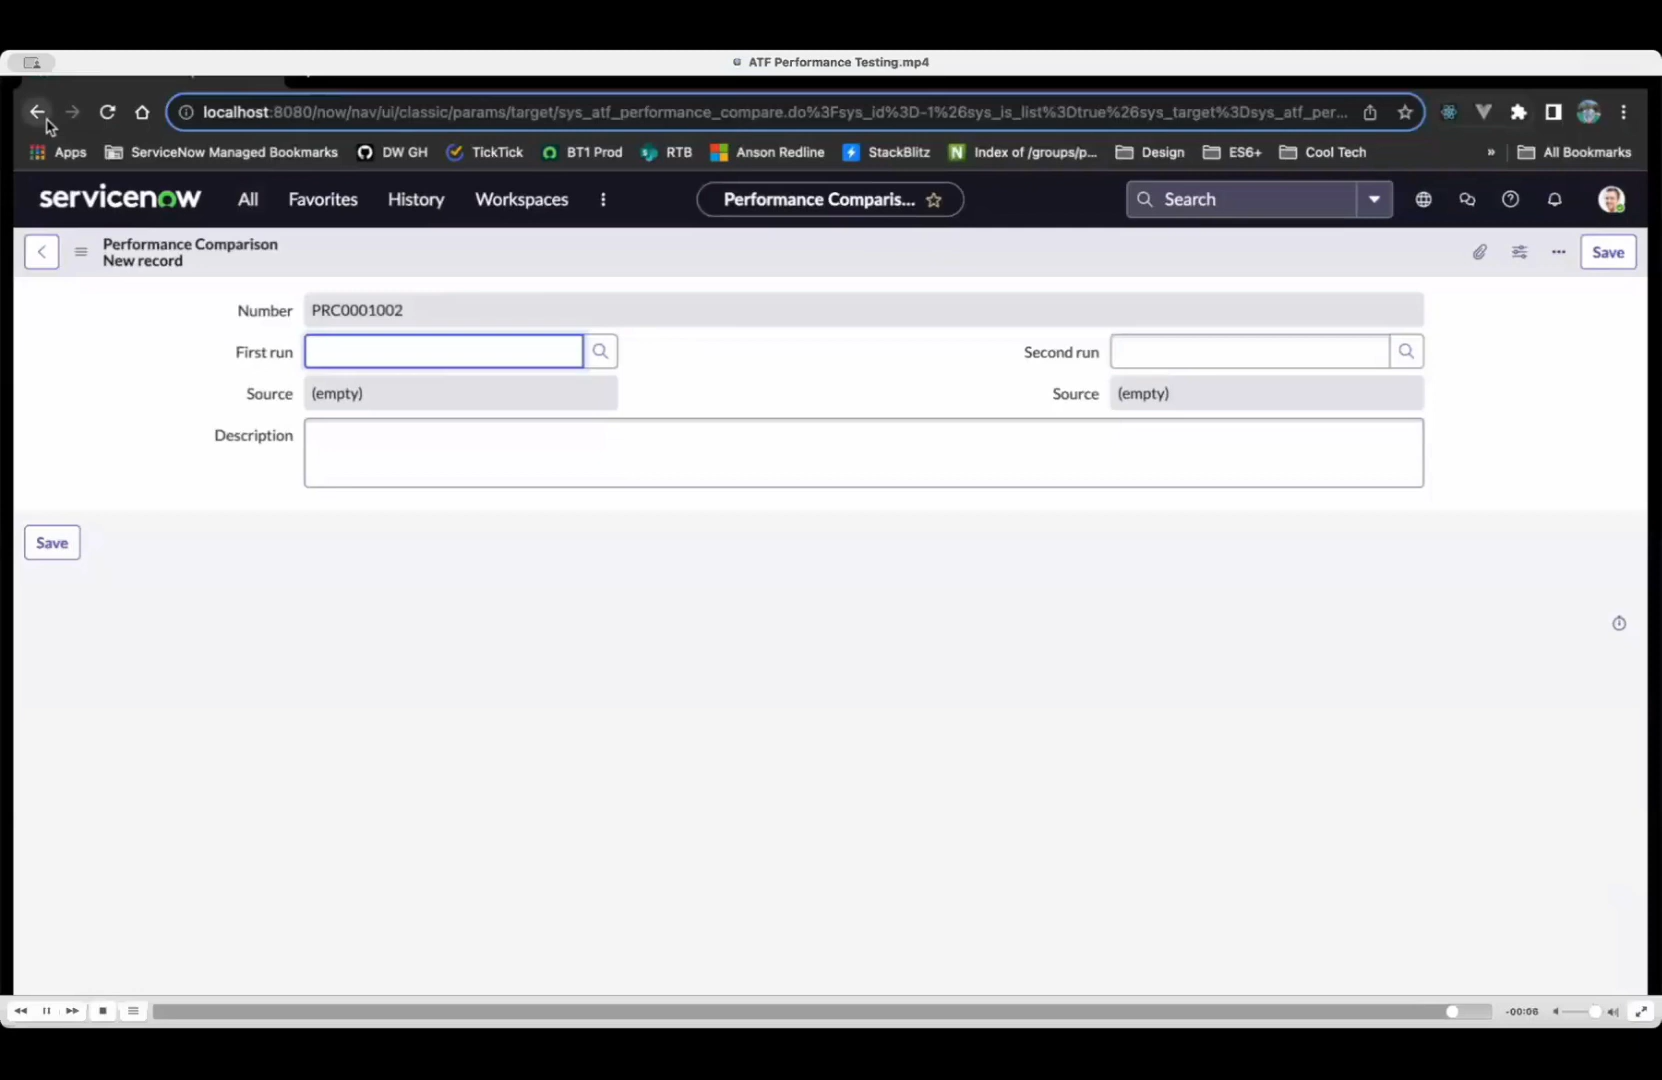 ATF Performance Testing.mp4
localhost:8080/now/nav/ui/classic/params/target/sys_atf_performance_compare.do%3Fsys_id%3D-1%26sys_is_list%3Dtrue%26sys_target%3Dsys_atf_per...
Apps ServiceNow Managed Bookmarks DW GH TickTick BT1 Prod RTB Anson Redline StackBlitz N Index of /groups/p... Design ES6+ Cool Tech » All Bookmarks
servicenow All Favorites History Workspaces Performance Comparis... Search
Performance Comparison
New record
Save
Number PRC0001002
First run Second run
Source (empty) Source (empty)
Description
Save
-00:06